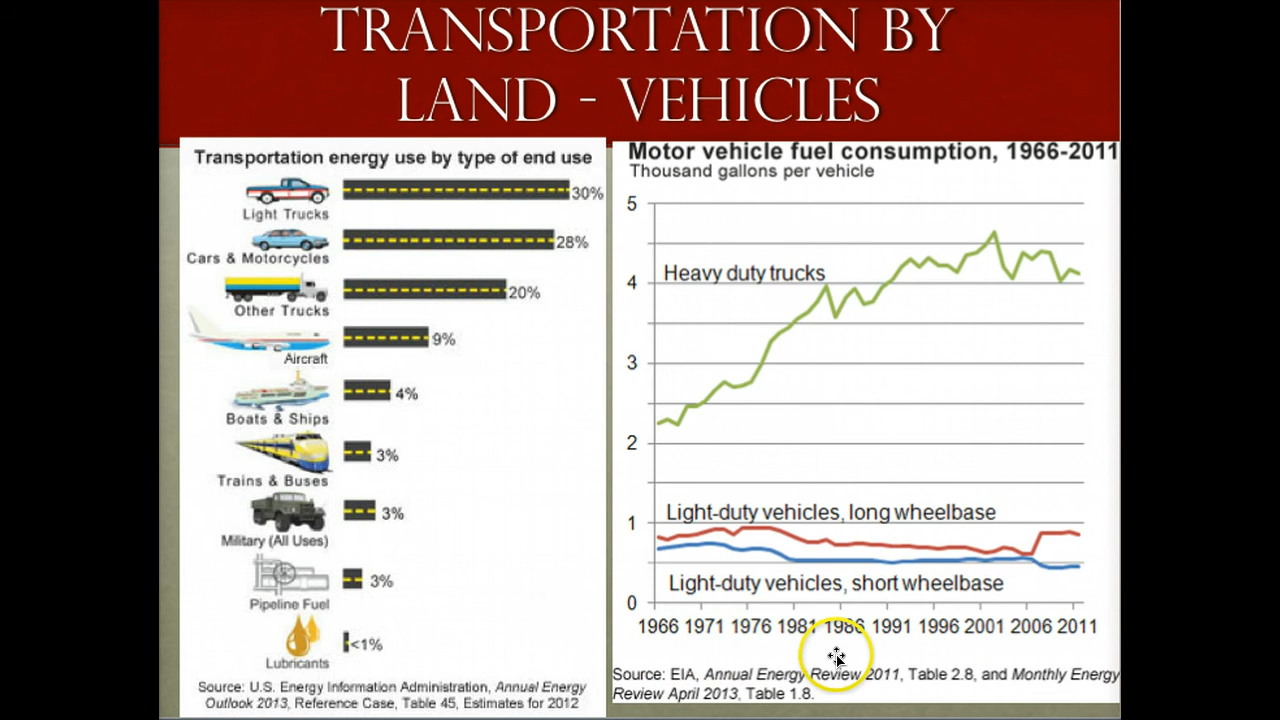 TRANSPORTATION BY
LAND - VEHICLES
Transportation energy use by type of end use
Light Trucks
30%
Cars & Motorcycles
28%
Other Trucks
20%
Aircraft
9%
Boats & Ships
4%
Trains & Buses
3%
Military (All Uses)
3%
Pipeline Fuel
3%
Lubricants
<1%
Source: U.S. Energy Information Administration, Annual Energy
Outlook 2013, Reference Case, Table 45, Estimates for 2012
Motor vehicle fuel consumption, 1966-2011
Thousand gallons per vehicle
5
4
3
2
1
0
Heavy duty trucks
Light-duty vehicles, long wheelbase
Light-duty vehicles, short wheelbase
1966 1971 1976 1981 1986 1991 1996 2001 2006 2011
Source: EIA, Annual Energy Review 2011, Table 2.8, and Monthly Energy
Review April 2013, Table 1.8.